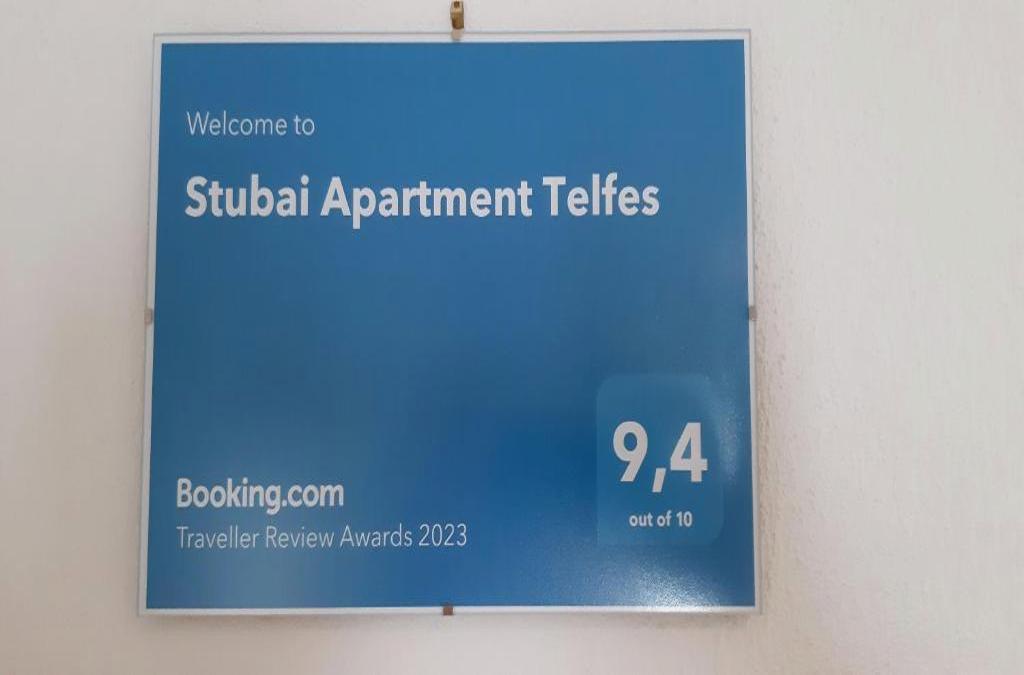 Welcome to
Stubai Apartment Telfes
9,4
out of 10
Booking.com
Traveller Review Awards 2023